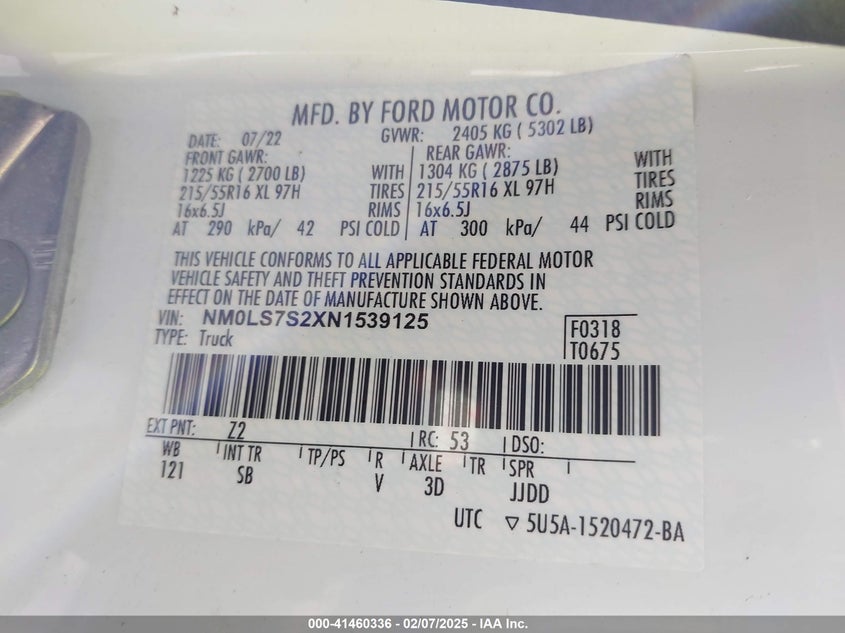 MFD. BY FORD MOTOR CO.
DATE: 07/22 GVWR: 2405 KG ( 5302 LB)
FRONT GAWR: REAR GAWR:
1225 KG ( 2700 LB) WITH 1304 KG ( 2875 LB) WITH
215/55R16 XL 97H TIRES 215/55R16 XL 97H TIRES
16x6.5J RIMS 16x6.5J RIMS
AT 290 kPa/ 42 PSI COLD AT 300 kPa/ 44 PSI COLD
THIS VEHICLE CONFORMS TO ALL APPLICABLE FEDERAL MOTOR
VEHICLE SAFETY AND THEFT PREVENTION STANDARDS IN
EFFECT ON THE DATE OF MANUFACTURE SHOWN ABOVE.
VIN: NM0LS7S2XN1539125
TYPE: Truck
F0318
T0675
EXT PNT: Z2 RC: 53 DSO:
WB INT TR TP/PS R AXLE TR SPR
121 SB V 3D JJDD
UTC ▽ 5U5A-1520472-BA
000-41460336 - 02/07/2025 - IAA Inc.